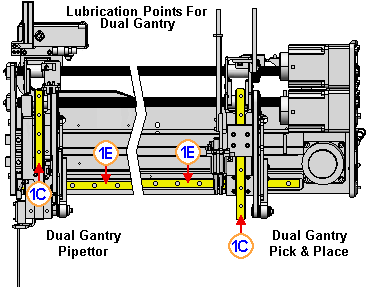 Lubrication Points For
Dual Gantry
1E
1E
1C
1C
Dual Gantry
Pipettor
Dual Gantry
Pick & Place